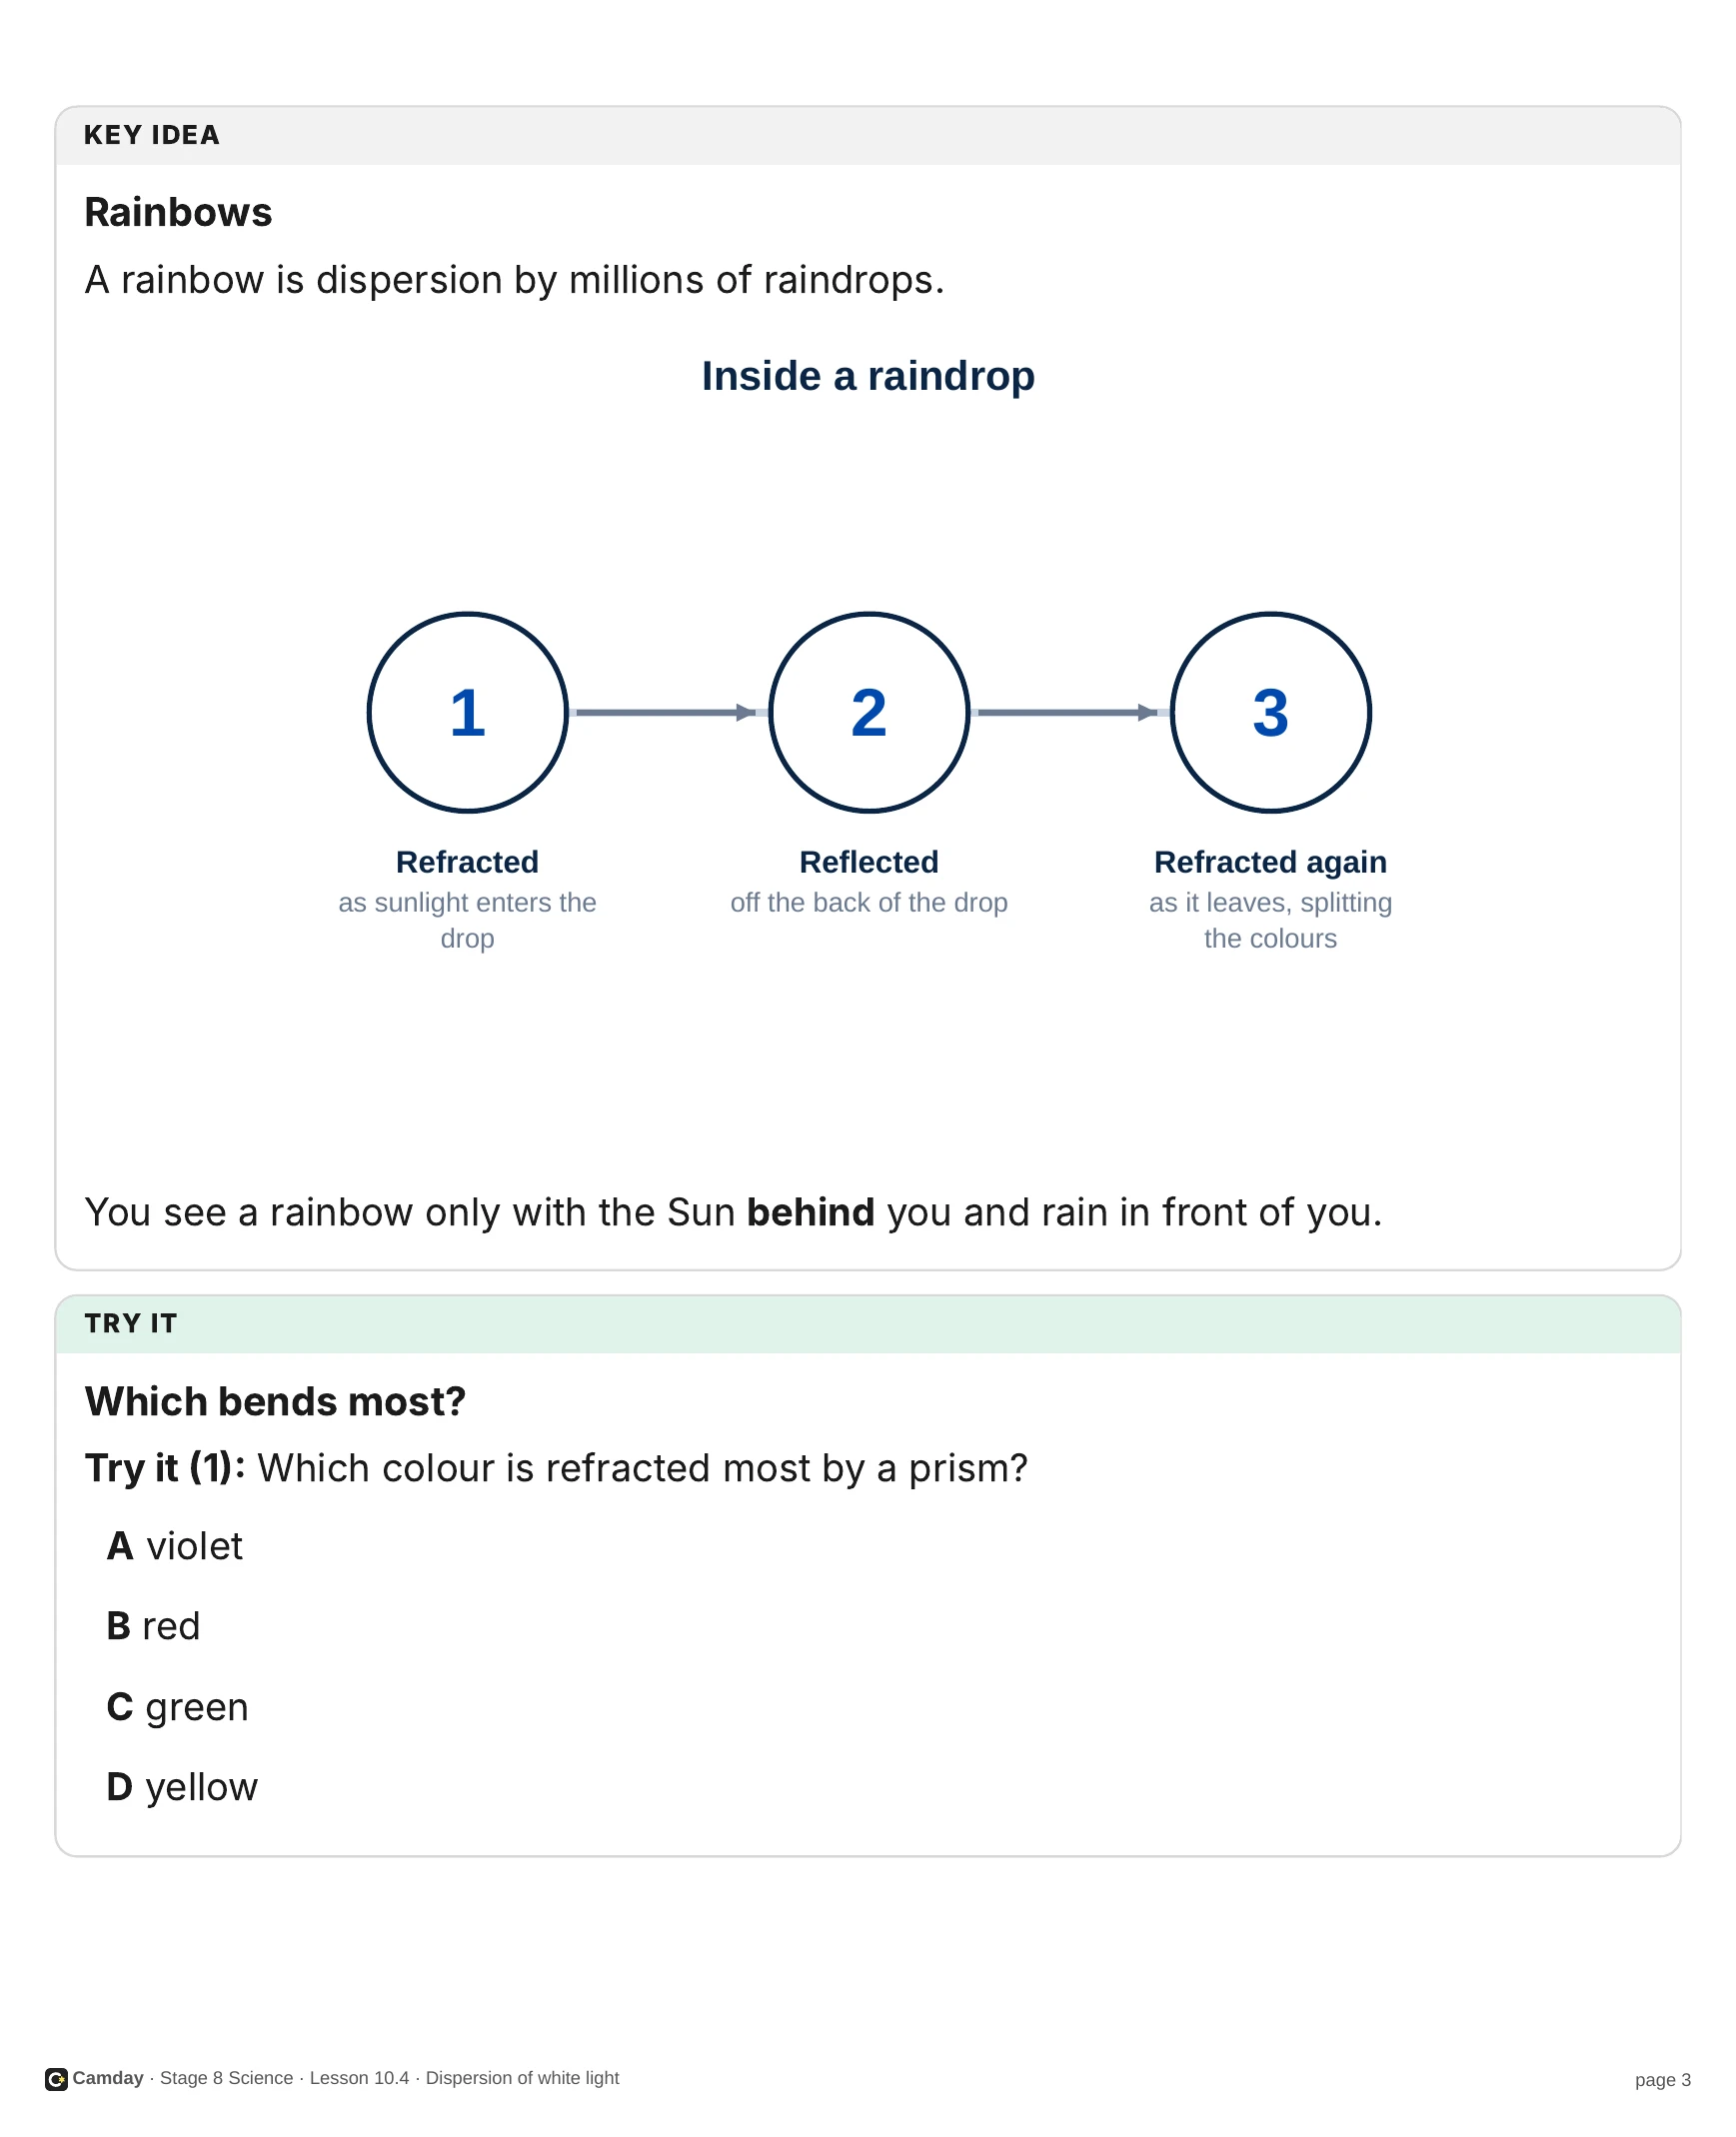 KEY IDEA
Rainbows
A rainbow is dispersion by millions of raindrops.
Inside a raindrop
1
2
3
Refracted
as sunlight enters the
drop
Reflected
off the back of the drop
Refracted again
as it leaves, splitting
the colours
You see a rainbow only with the Sun behind you and rain in front of you.
TRY IT
Which bends most?
Try it (1): Which colour is refracted most by a prism?
A violet
B red
C green
D yellow
Camday · Stage 8 Science · Lesson 10.4 · Dispersion of white light
page 3